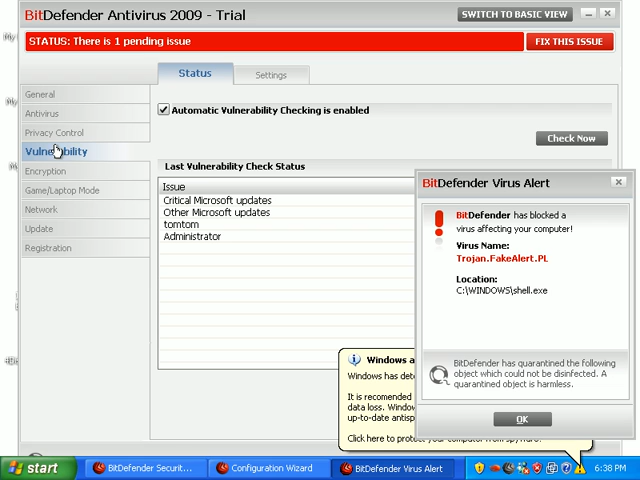 BitDefender Antivirus 2009 - Trial
SWITCH TO BASIC VIEW
STATUS: There is 1 pending issue
FIX THIS ISSUE
Status
Settings
General
Antivirus
Privacy Control
Vulnerability
Encryption
Game/Laptop Mode
Network
Update
Registration
Automatic Vulnerability Checking is enabled
Check Now
Last Vulnerability Check Status
Issue
Critical Microsoft updates
Other Microsoft updates
tomtom
Administrator
BitDefender Virus Alert
BitDefender has blocked a
virus affecting your computer!
Virus Name:
Trojan.FakeAlert.PL
Location:
C:\WINDOWS\shell.exe
BitDefender has quarantined the following
object which could not be disinfected. A
quarantined object is harmless.
OK
Windows a
Windows has dete
It is recomended
data loss. Window
up-to-date antisp
Click here to protect your computer from spyware!
start
BitDefender Securit...
Configuration Wizard
BitDefender Virus Alert
6:38 PM